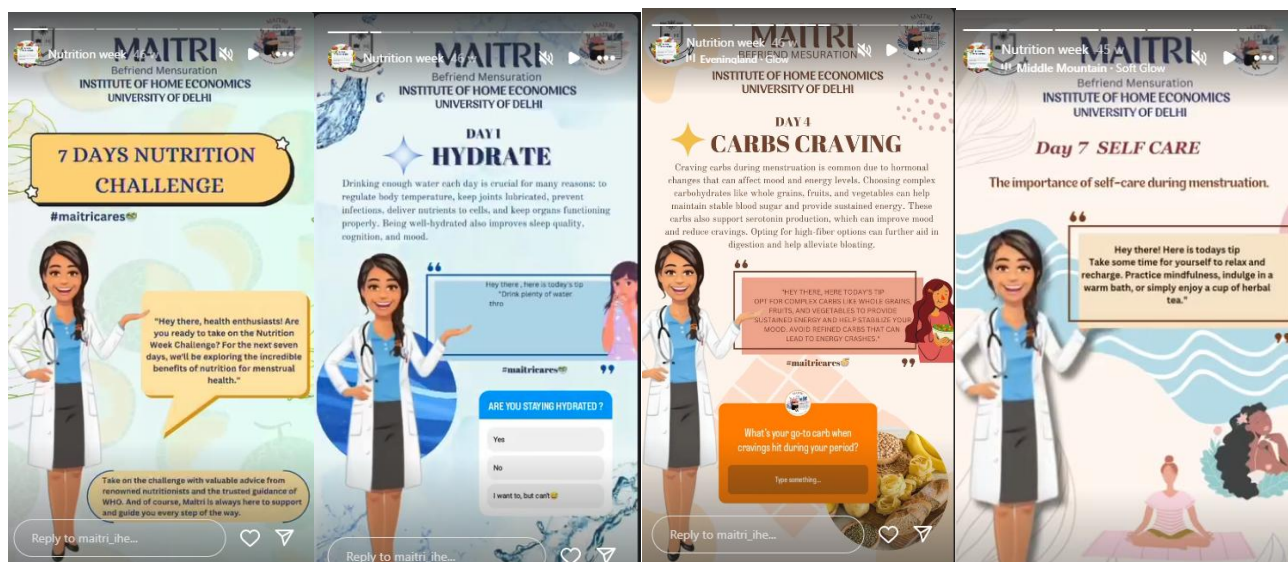 Nutrition week 46 w
MAITRI
Befriend Mensuration
INSTITUTE OF HOME ECONOMICS
UNIVERSITY OF DELHI
7 DAYS NUTRITION
CHALLENGE
#maitricares
"Hey there, health enthusiasts! Are
you ready to take on the Nutrition
Week Challenge? For the next seven
days, we'll be exploring the incredible
benefits of nutrition for menstrual
health."
Take on the challenge with valuable advice from
renowned nutritionists and the trusted guidance of
WHO. And of course, Maitri is always here to support
and guide you every step of the way.
Reply to maitri_ihe...
Nutrition week 46 w
MAITRI
Befriend Mensuration
INSTITUTE OF HOME ECONOMICS
UNIVERSITY OF DELHI
DAY 1
HYDRATE
Drinking enough water each day is crucial for many reasons: to
regulate body temperature, keep joints lubricated, prevent
infections, deliver nutrients to cells, and keep organs functioning
properly. Being well-hydrated also improves sleep quality,
cognition, and mood.
“
Hey there , here is today's tip
"Drink plenty of water
thro
#maitricares
”
ARE YOU STAYING HYDRATED ?
Yes
No
I want to, but can't😅
Reply to maitri_ihe...
MAITRI
Nutrition week 46 w
BEFRIEND MENSURATION
Eveningland · Glow
INSTITUTE OF HOME ECONOMICS
UNIVERSITY OF DELHI
DAY 4
CARBS CRAVING
Craving carbs during menstruation is common due to hormonal
changes that can affect mood and energy levels. Choosing complex
carbohydrates like whole grains, fruits, and vegetables can help
maintain stable blood sugar and provide sustained energy. These
carbs also support serotonin production, which can improve mood
and reduce cravings. Opting for high-fiber options can further aid in
digestion and help alleviate bloating.
“
"HEY THERE, HERE TODAY'S TIP
OPT FOR COMPLEX CARBS LIKE WHOLE GRAINS,
FRUITS, AND VEGETABLES TO PROVIDE
SUSTAINED ENERGY AND HELP STABILIZE YOUR
MOOD. AVOID REFINED CARBS THAT CAN
LEAD TO ENERGY CRASHES."
#maitricares
”
What's your go-to carb when
cravings hit during your period?
Type something...
Reply to maitri_ihe...
Nutrition week 45 w
MAITRI
Middle Mountain · Soft Glow
Befriend Mensuration
INSTITUTE OF HOME ECONOMICS
UNIVERSITY OF DELHI
Day 7 SELF CARE
The importance of self-care during menstruation.
“
Hey there! Here is todays tip
Take some time for yourself to relax and
recharge. Practice mindfulness, indulge in a
warm bath, or simply enjoy a cup of herbal
tea."
”